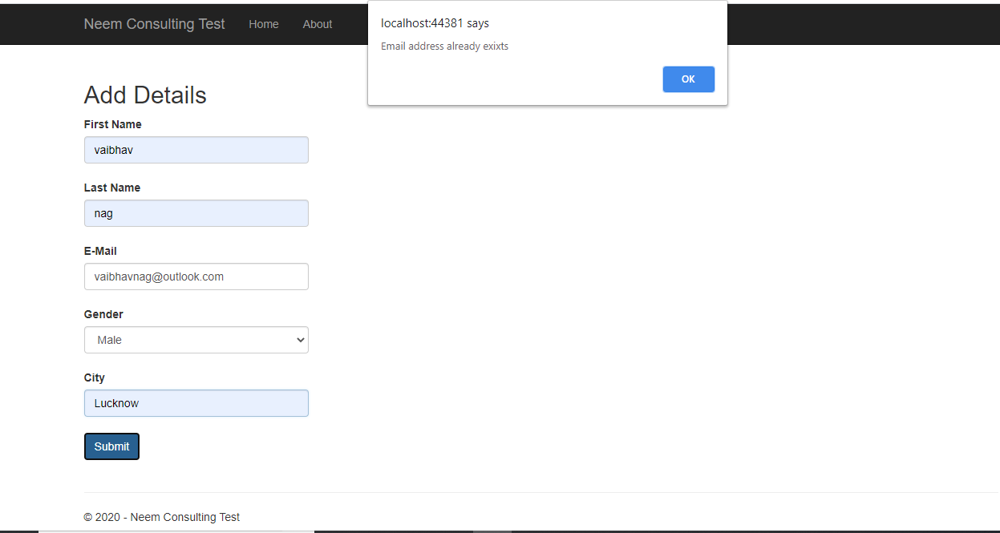 Neem Consulting Test Home About
localhost:44381 says
Email address already exixts
OK
Add Details
First Name
vaibhav
Last Name
nag
E-Mail
vaibhavnag@outlook.com
Gender
Male
City
Lucknow
Submit
© 2020 - Neem Consulting Test